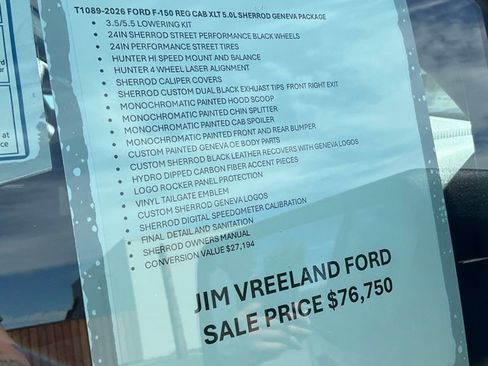 T1089-2026 FORD F-150 REG CAB XLT 5.0L SHERROD GENEVA PACKAGE
• 3.5/5.5 LOWERING KIT
• 24IN SHERROD STREET PERFORMANCE BLACK WHEELS
• 24IN PERFORMANCE STREET TIRES
• HUNTER HI SPEED MOUNT AND BALANCE
• HUNTER 4 WHEEL LASER ALIGNMENT
• SHERROD CALIPER COVERS
• SHERROD CUSTOM DUAL BLACK EXHUAST TIPS FRONT RIGHT EXIT
• MONOCHROMATIC PAINTED HOOD SCOOP
• MONOCHROMATIC PAINTED CHIN SPLITTER
• MONOCHROMATIC PAINTED CAB SPOILER
• MONOCHROMATIC PAINTED FRONT AND REAR BUMPER
• CUSTOM PAINTED GENEVA OE BODY PARTS
• CUSTOM SHERROD BLACK LEATHER RECOVERS WITH GENEVA LOGOS
• HYDRO DIPPED CARBON FIBER ACCENT PIECES
• LOGO ROCKER PANEL PROTECTION
• VINYL TAILGATE EMBLEM
• CUSTOM SHERROD GENEVA LOGOS
• SHERROD DIGITAL SPEEDOMETER CALIBRATION
• FINAL DETAIL AND SANITATION
• SHERROD OWNERS MANUAL
• CONVERSION VALUE $27,194
JIM VREELAND FORD
SALE PRICE $76,750